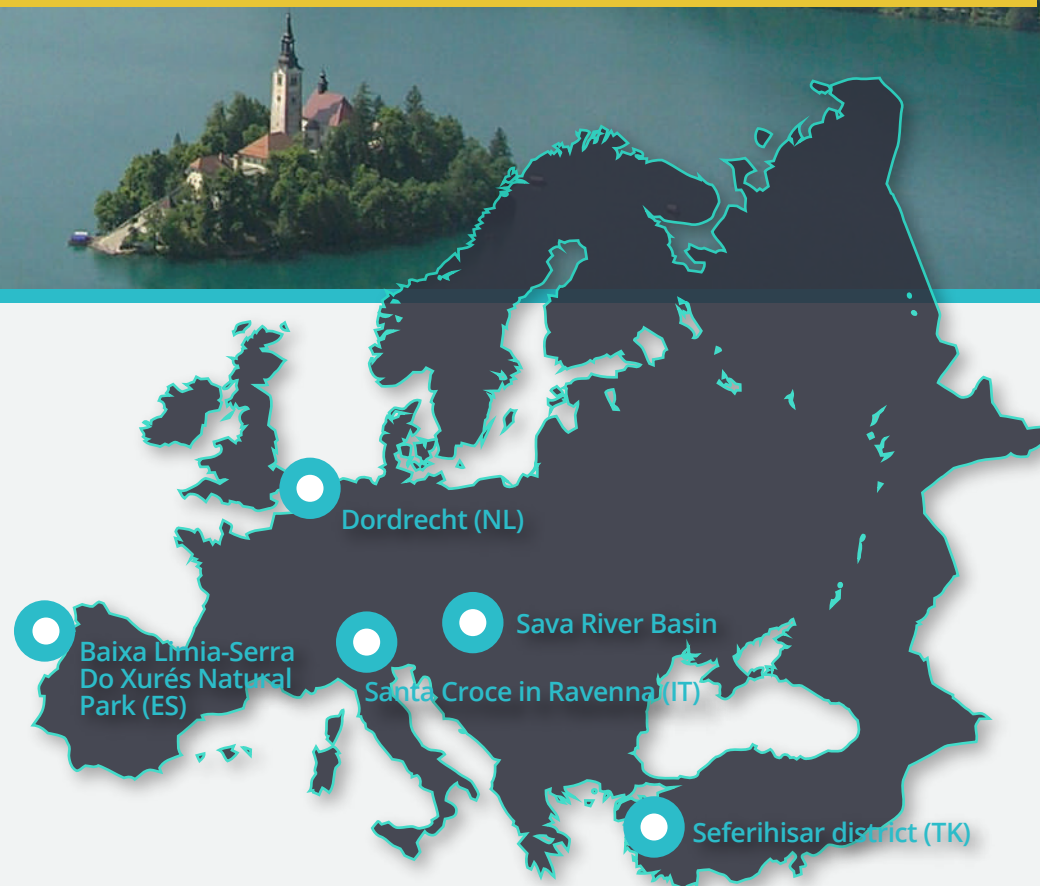 Dordrecht (NL)
Sava River Basin
Baixa Limia-Serra
Do Xurés Natural
Park (ES)
Santa Croce in Ravenna (IT)
Seferihisar district (TK)